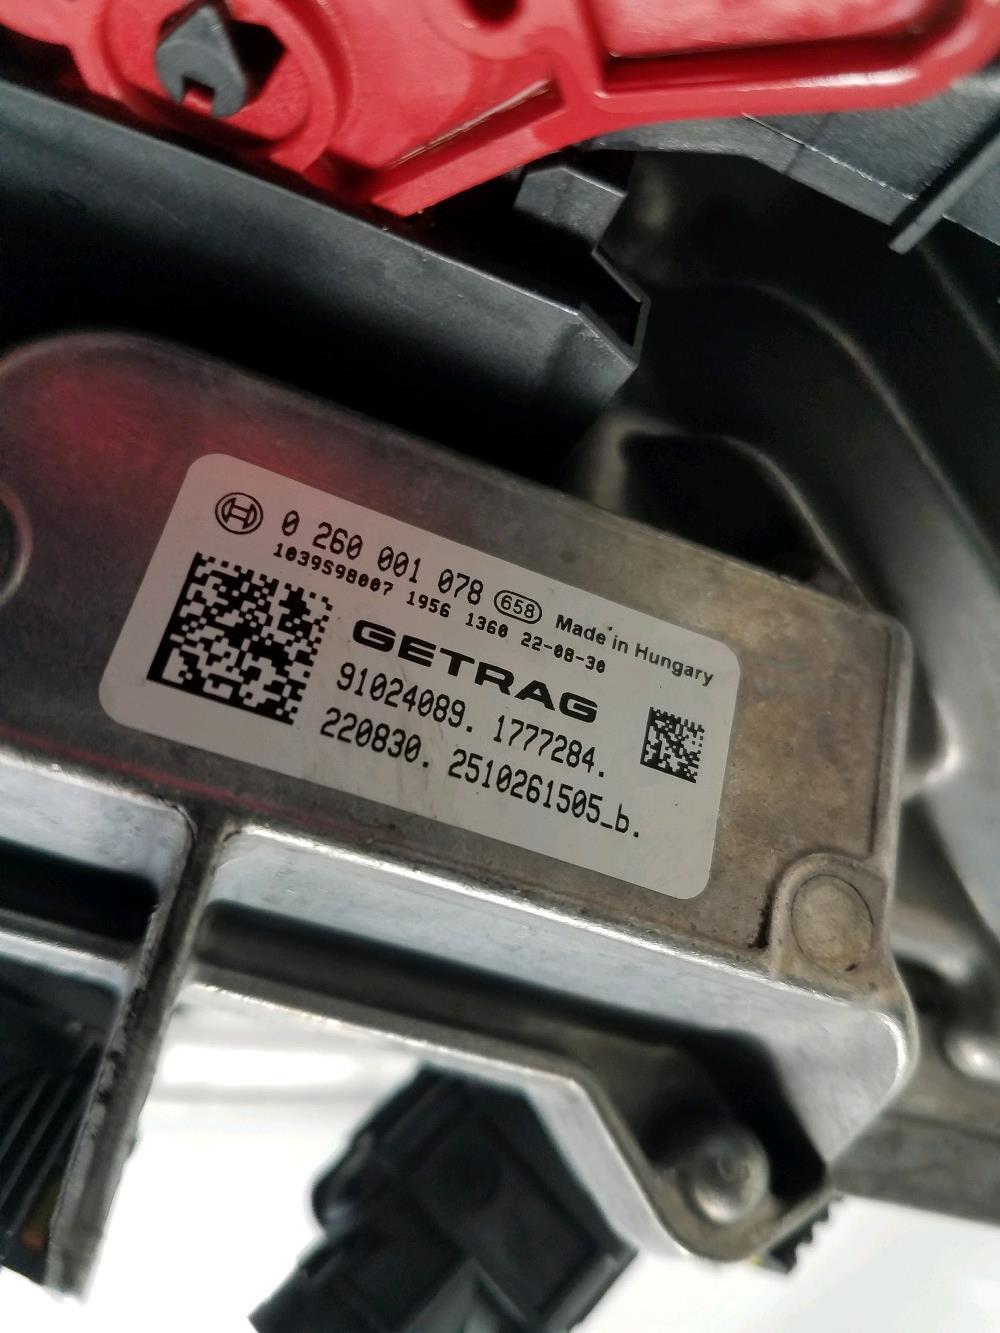 0 260 001 078 658 Made in Hungary
1039S98007 1956 1360 22-08-30
GETRAG
91024089. 1777284.
220830. 2510261505_b.